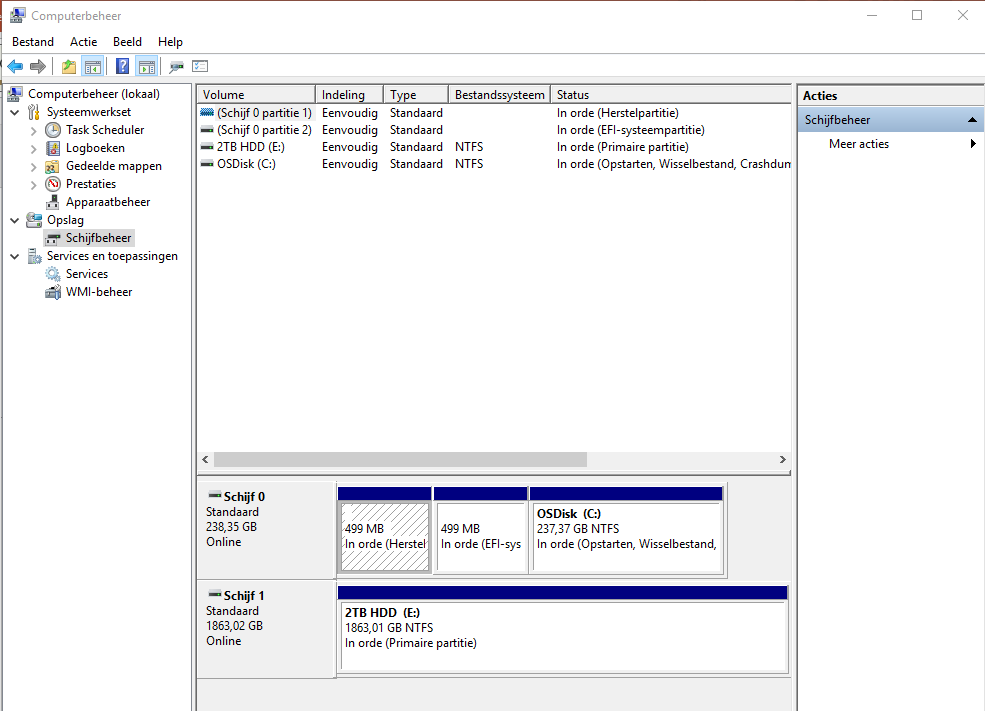 Computerbeheer
Bestand Actie Beeld Help
Computerbeheer (lokaal)
Systeemwerkset
Task Scheduler
Logboeken
Gedeelde mappen
Prestaties
Apparaatbeheer
Opslag
Schijfbeheer
Services en toepassingen
Services
WMI-beheer
Volume Indeling Type Bestandssysteem Status
(Schijf 0 partitie 1) Eenvoudig Standaard In orde (Herstelpartitie)
(Schijf 0 partitie 2) Eenvoudig Standaard In orde (EFI-systeempartitie)
2TB HDD (E:) Eenvoudig Standaard NTFS In orde (Primaire partitie)
OSDisk (C:) Eenvoudig Standaard NTFS In orde (Opstarten, Wisselbestand, Crashdum
Schijf 0
Standaard
238,35 GB
Online
499 MB
In orde (Herstel
499 MB
In orde (EFI-sys
OSDisk (C:)
237,37 GB NTFS
In orde (Opstarten, Wisselbestand,
Schijf 1
Standaard
1863,02 GB
Online
2TB HDD (E:)
1863,01 GB NTFS
In orde (Primaire partitie)
Acties
Schijfbeheer
Meer acties